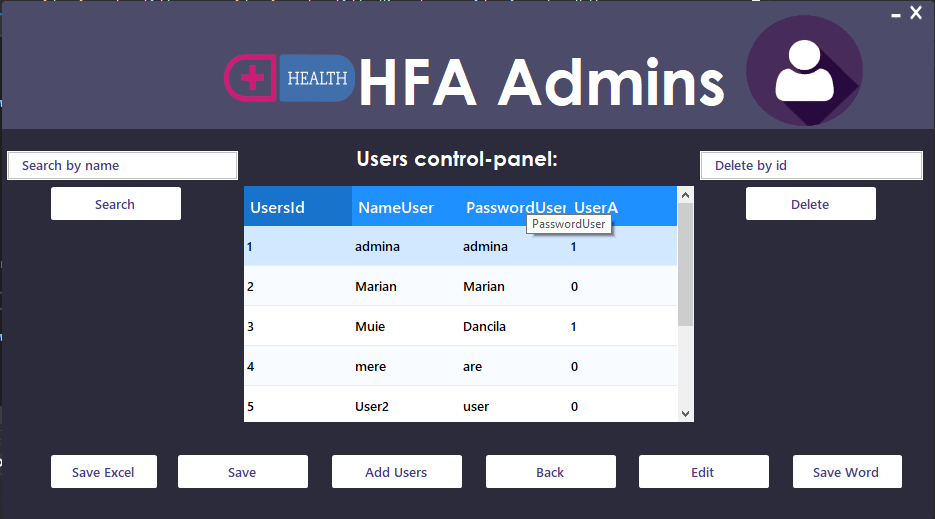 HEALTH HFA Admins
Users control-panel:
Search by name
Search
Delete by id
Delete
UsersId NameUser PasswordUser UserA
PasswordUser
1 admina admina 1
2 Marian Marian 0
3 Muie Dancila 1
4 mere are 0
5 User2 user 0
Save Excel Save Add Users Back Edit Save Word